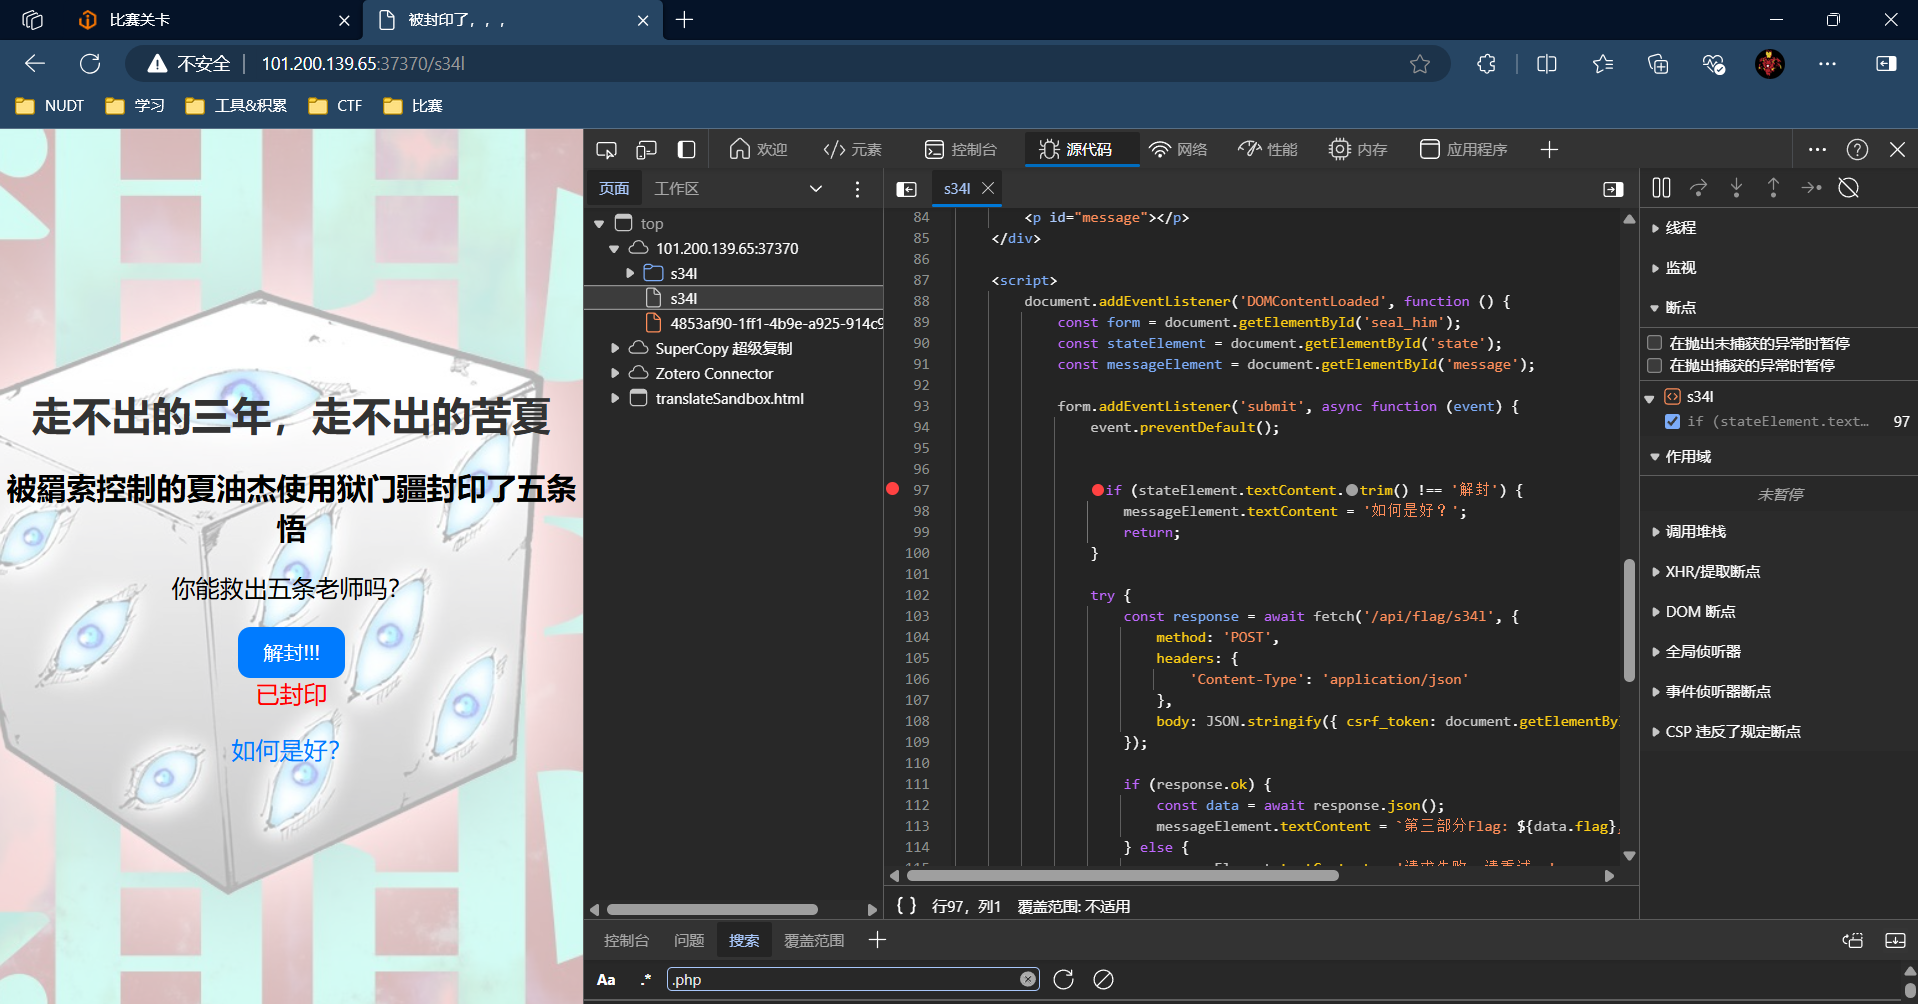 比赛关卡
被封印了，，，
不安全
101.200.139.65:37370/s34l
NUDT
学习
工具&积累
CTF
比赛
走不出的三年，走不出的苦夏
被羂索控制的夏油杰使用狱门疆封印了五条
悟
你能救出五条老师吗？
解封!!!
已封印
如何是好？
欢迎
元素
控制台
源代码
网络
性能
内存
应用程序
页面
工作区
top
101.200.139.65:37370
s34l
s34l
4853af90-1ff1-4b9e-a925-914c9
SuperCopy 超级复制
Zotero Connector
translateSandbox.html
s34l
84 <p id="message"></p>
85 </div>
86
87 <script>
88 document.addEventListener('DOMContentLoaded', function () {
89 const form = document.getElementById('seal_him');
90 const stateElement = document.getElementById('state');
91 const messageElement = document.getElementById('message');
92
93 form.addEventListener('submit', async function (event) {
94 event.preventDefault();
95
96
97 if (stateElement.textContent.trim() !== '解封') {
98 messageElement.textContent = '如何是好？';
99 return;
100 }
101
102 try {
103 const response = await fetch('/api/flag/s34l', {
104 method: 'POST',
105 headers: {
106 'Content-Type': 'application/json'
107 },
108 body: JSON.stringify({ csrf_token: document.getElementBy
109 });
110
111 if (response.ok) {
112 const data = await response.json();
113 messageElement.textContent = `第三部分Flag: ${data.flag}
114 } else {
{ } 行97，列1 覆盖范围: 不适用
线程
监视
断点
在抛出未捕获的异常时暂停
在抛出捕获的异常时暂停
s34l
if (stateElement.text… 97
作用域
未暂停
调用堆栈
XHR/提取断点
DOM 断点
全局侦听器
事件侦听器断点
CSP 违反了规定断点
控制台
问题
搜索
覆盖范围
Aa .* .php